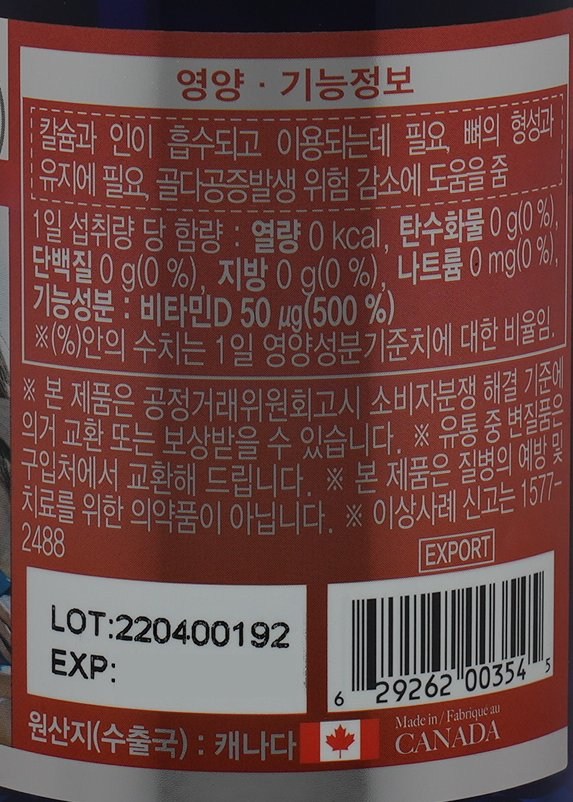 영양 · 기능정보
칼슘과 인이 흡수되고 이용되는데 필요, 뼈의 형성과
유지에 필요, 골다공증발생 위험 감소에 도움을 줌
1일 섭취량 당 함량 : 열량 0 kcal, 탄수화물 0 g(0 %),
단백질 0 g(0 %), 지방 0 g(0 %), 나트륨 0 mg(0 %),
기능성분 : 비타민D 50 µg(500 %)
※(%)안의 수치는 1일 영양성분기준치에 대한 비율임.
※ 본 제품은 공정거래위원회고시 소비자분쟁 해결 기준에
의거 교환 또는 보상받을 수 있습니다. ※ 유통 중 변질품은
구입처에서 교환해 드립니다. ※ 본 제품은 질병의 예방 및
치료를 위한 의약품이 아닙니다. ※ 이상사례 신고는 1577-
2488
EXPORT
LOT:220400192
EXP:
6 29262 00354 5
원산지(수출국) : 캐나다
Made in / Fabriqué au
CANADA